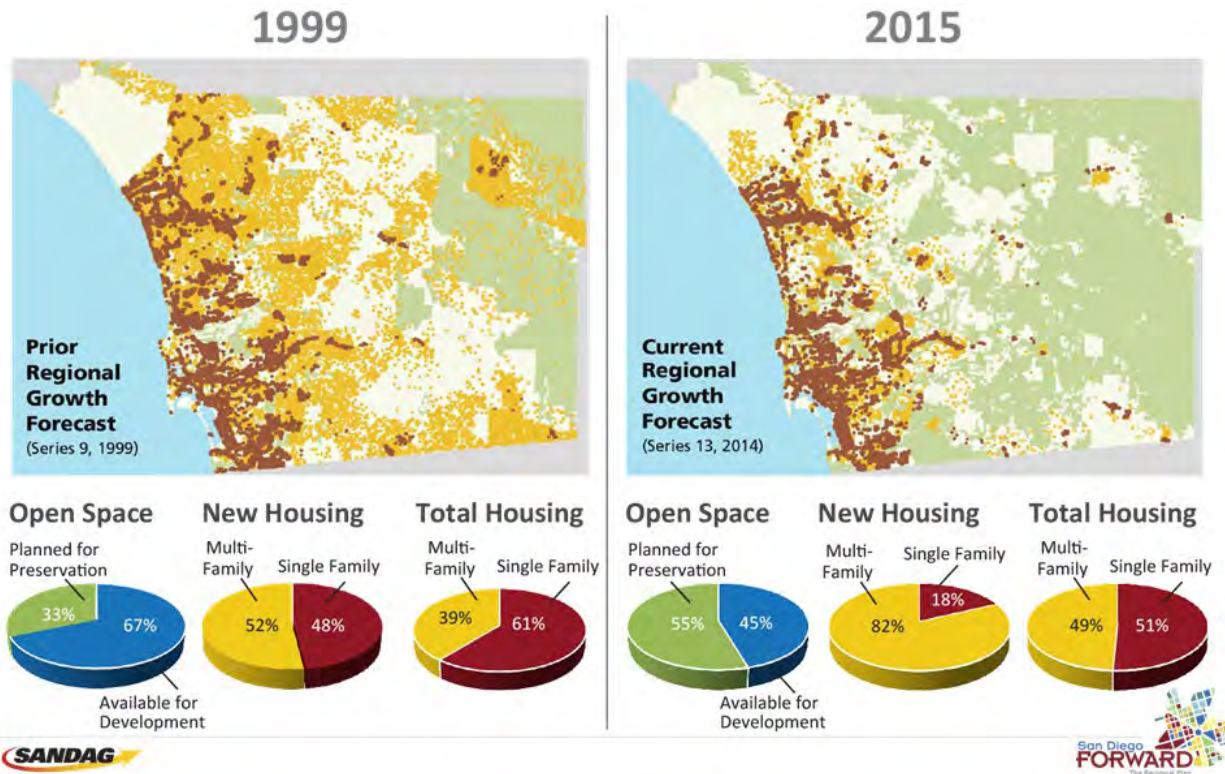 1999
Prior
Regional
Growth
Forecast
(Series 9, 1999)
Open Space
New Housing
Total Housing
Planned for
Preservation
33%
67%
Available for
Development
Multi-
Family
Single Family
52%
48%
Multi-
Family
Single Family
39%
61%
2015
Current
Regional
Growth
Forecast
(Series 13, 2014)
Open Space
New Housing
Total Housing
Planned for
Preservation
55%
45%
Available for
Development
Multi-
Family
Single Family
18%
82%
Multi-
Family
Single Family
49%
51%
SANDAG
San Diego
FORWARD
The Regional Plan